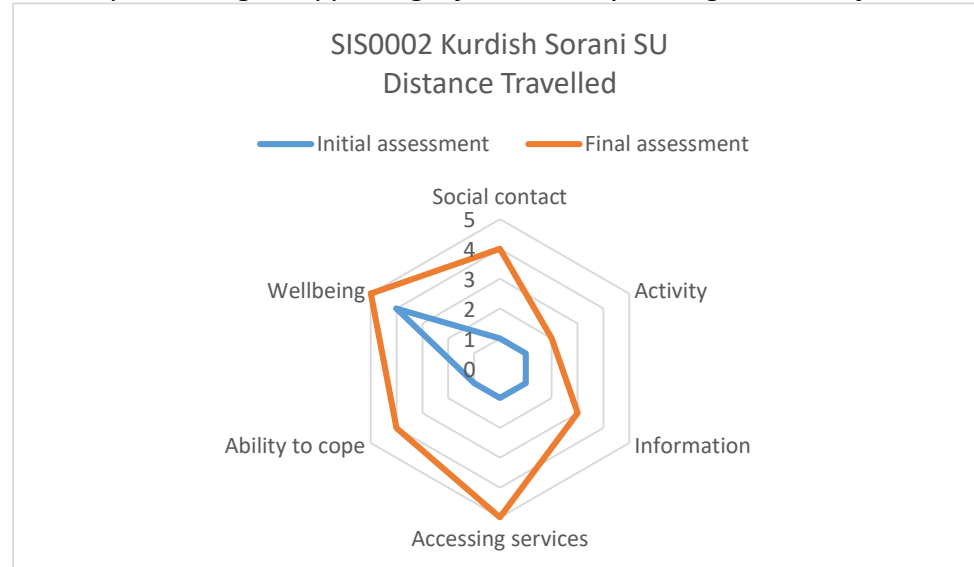 SIS0002 Kurdish Sorani SU
Distance Travelled
Initial assessment Final assessment
Social contact
5
4
3
2
1
0
Wellbeing Activity
Ability to cope Information
Accessing services